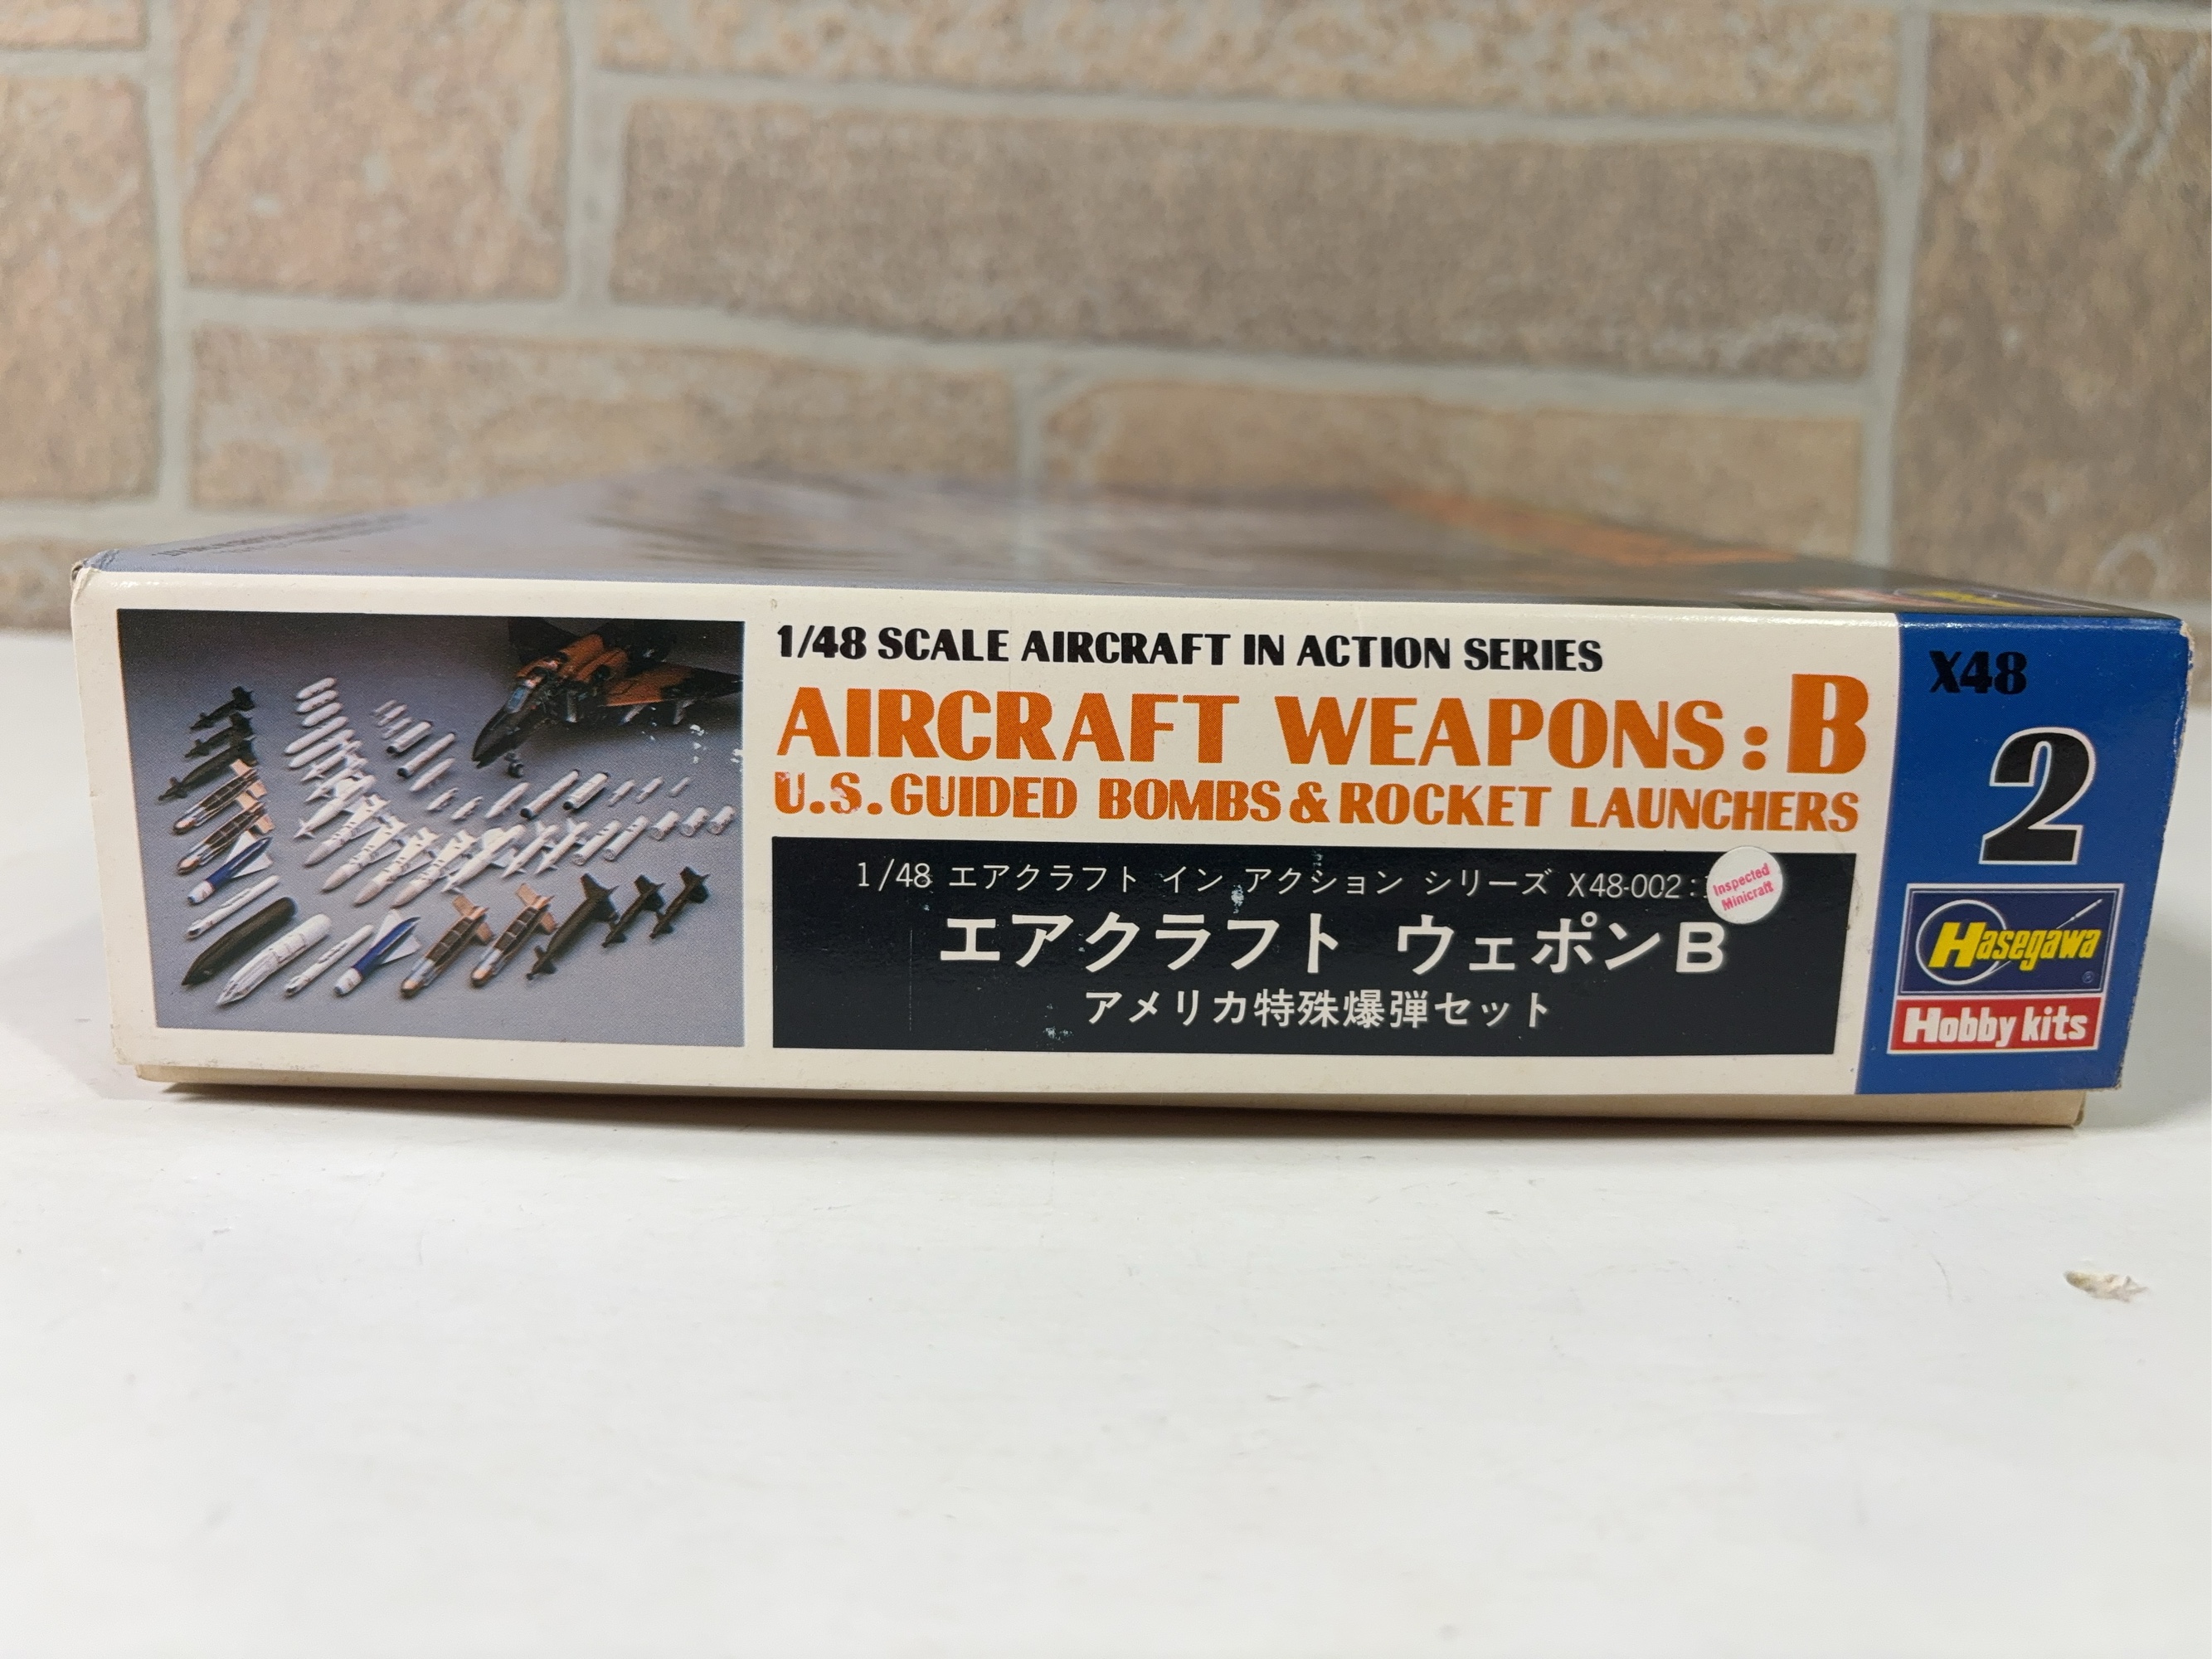 1/48 SCALE AIRCRAFT IN ACTION SERIES
AIRCRAFT WEAPONS:B
U.S.GUIDED BOMBS & ROCKET LAUNCHERS
1/48 エアクラフト イン アクション シリーズ X48-002:
Inspected
Minicraft
エアクラフト ウェポンB
アメリカ特殊爆弾セット
X48
2
Hasegawa
Hobby kits